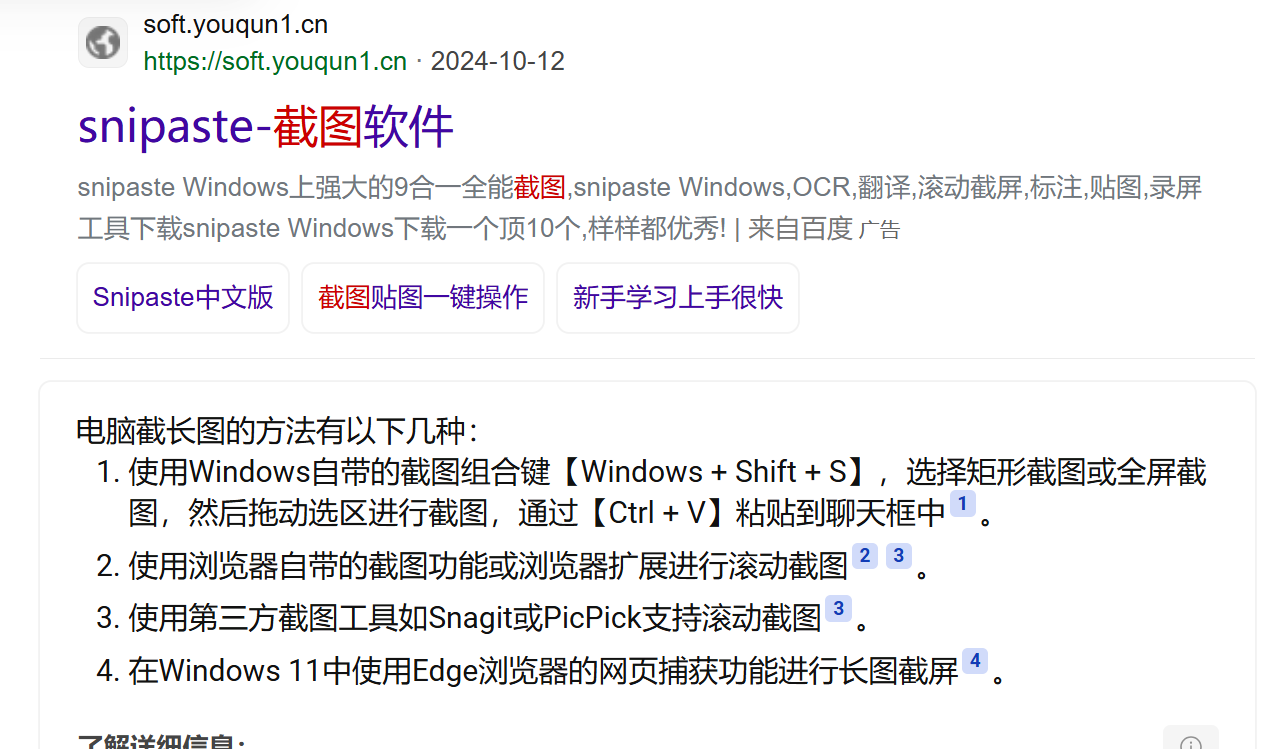 soft.youqun1.cn
https://soft.youqun1.cn · 2024-10-12
snipaste-截图软件
snipaste Windows上强大的9合一全能截图,snipaste Windows,OCR,翻译,滚动截屏,标注,贴图,录屏
工具下载snipaste Windows下载一个顶10个,样样都优秀! | 来自百度 广告
Snipaste中文版 截图贴图一键操作 新手学习上手很快
电脑截长图的方法有以下几种：
1. 使用Windows自带的截图组合键【Windows + Shift + S】，选择矩形截图或全屏截
图，然后拖动选区进行截图，通过【Ctrl + V】粘贴到聊天框中 1 。
2. 使用浏览器自带的截图功能或浏览器扩展进行滚动截图 2 3 。
3. 使用第三方截图工具如Snagit或PicPick支持滚动截图 3 。
4. 在Windows 11中使用Edge浏览器的网页捕获功能进行长图截屏 4 。
了解详细信息：